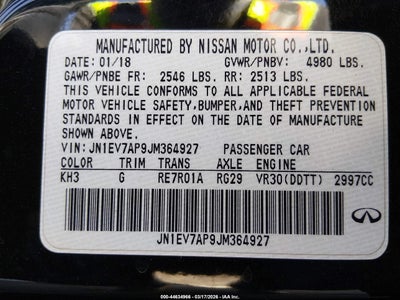 MANUFACTURED BY NISSAN MOTOR CO.,LTD.
DATE: 01/18 GVWR/PNBV: 4980 LBS.
GAWR/PNBE FR: 2546 LBS. RR: 2513 LBS.
THIS VEHICLE CONFORMS TO ALL APPLICABLE FEDERAL
MOTOR VEHICLE SAFETY,BUMPER,AND THEFT PREVENTION
STANDARDS IN EFFECT ON THE DATE OF MANUFACTURE
SHOWN ABOVE.
VIN: JN1EV7AP9JM364927 PASSENGER CAR
COLOR TRIM TRANS AXLE ENGINE
KH3 G RE7R01A RG29 VR30(DDTT) 2997CC
JN1EV7AP9JM364927
INFINITI
000-44634966 - 03/17/2026 - IAA Inc.